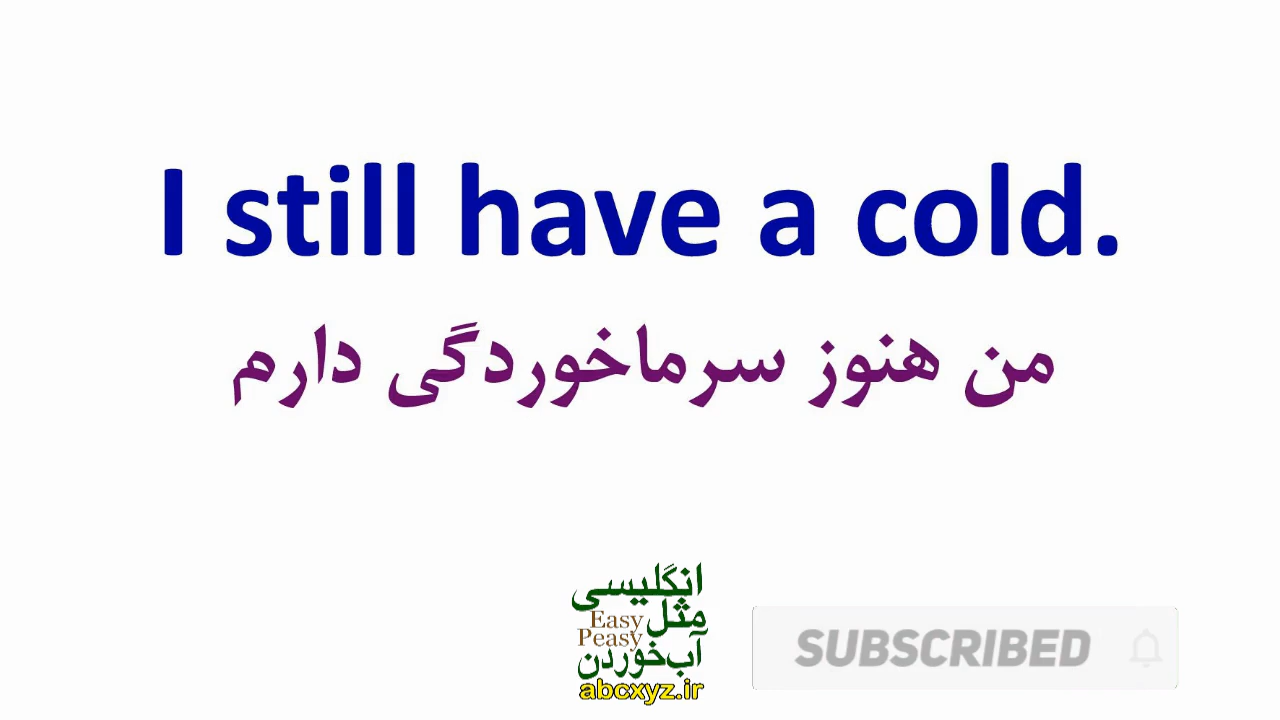 I still have a cold.
من هنوز سرماخوردگی دارم
انگلیسی
مثل
Easy
Peasy
آب‌خوردن
abcxyz.ir
SUBSCRIBED